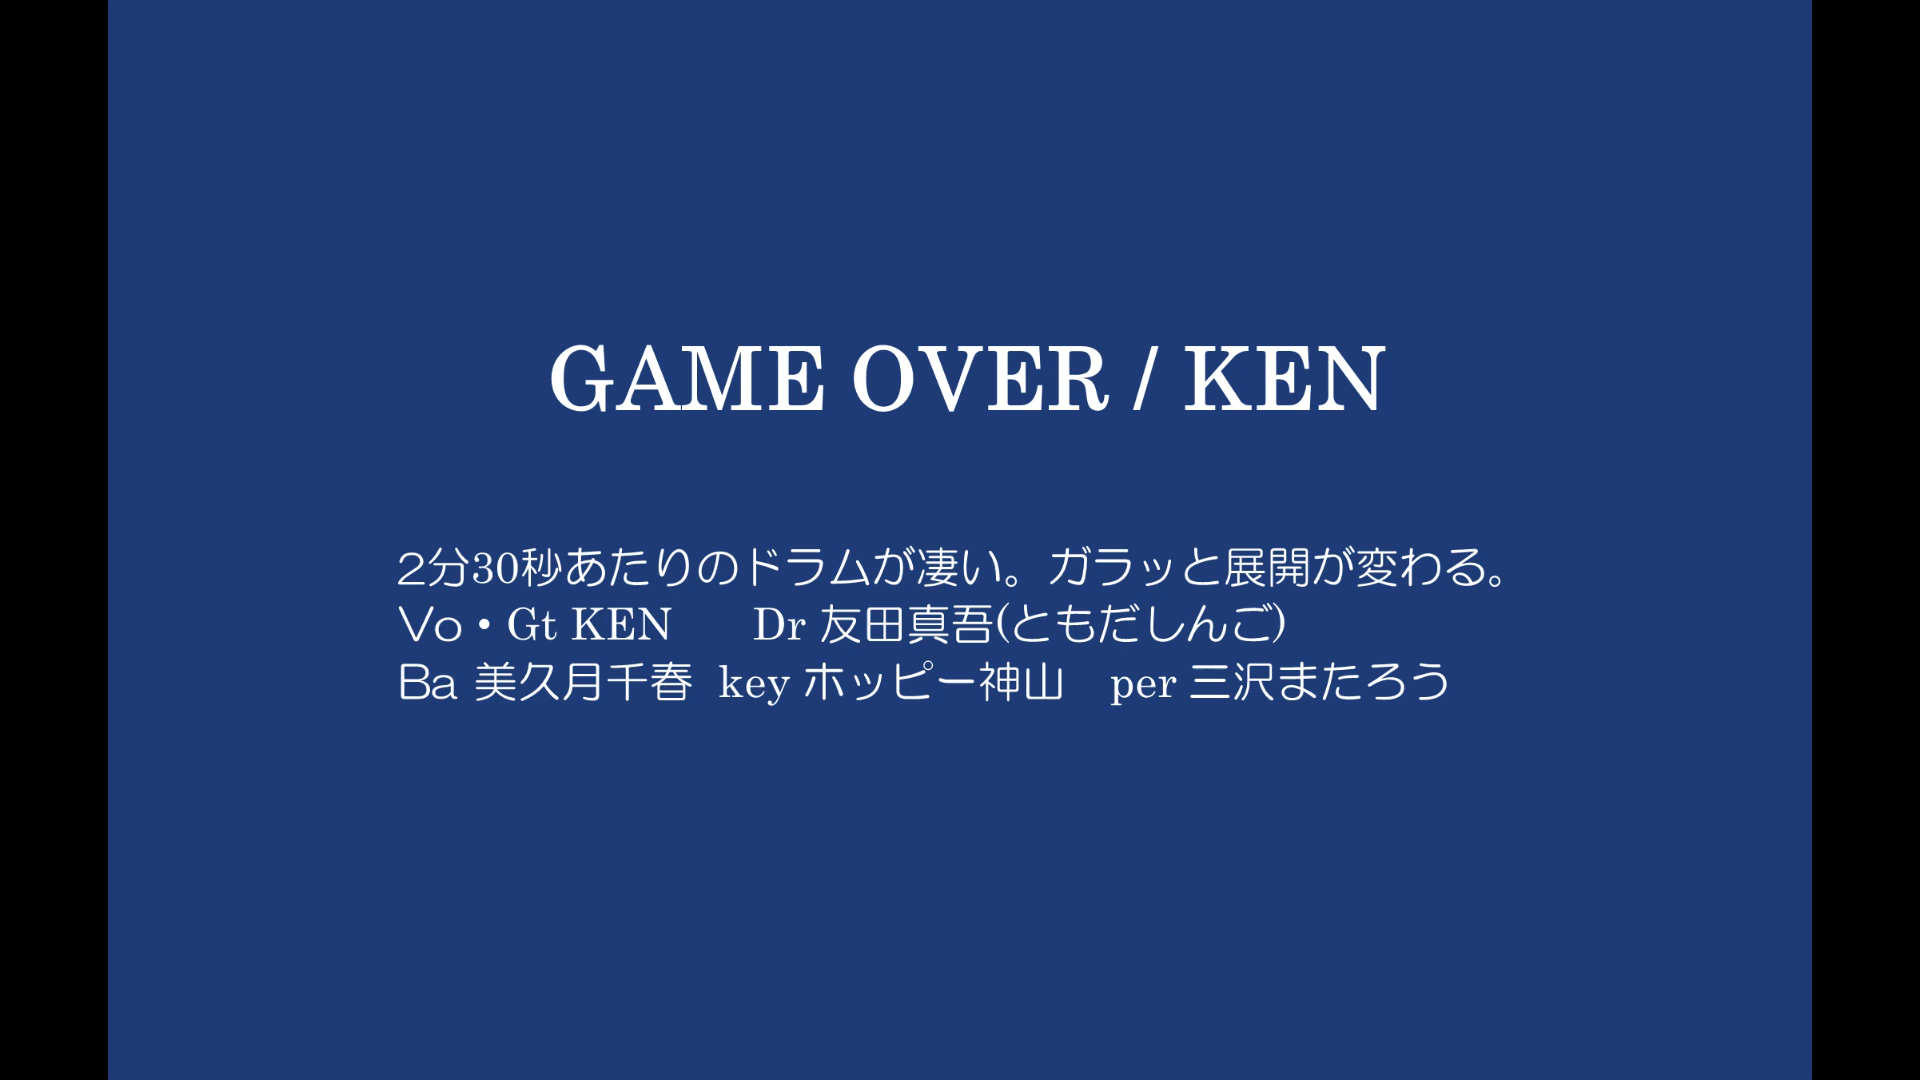 GAME OVER / KEN
2分30秒あたりのドラムが凄い。ガラッと展開が変わる。
Vo・Gt KEN　　Dr 友田真吾(ともだしんご)
Ba 美久月千春　key ホッピー神山　per 三沢またろう